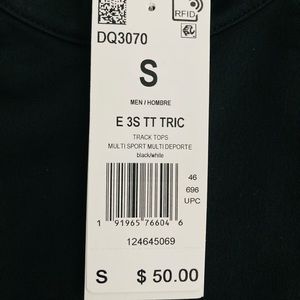 RFID
DQ3070
S
MEN / HOMBRE
E 3S TT TRIC
TRACK TOPS
MULTI SPORT MULTI DEPORTE
black/white
46
696
UPC
1 91965 76604 6
124645069
S $ 50.00